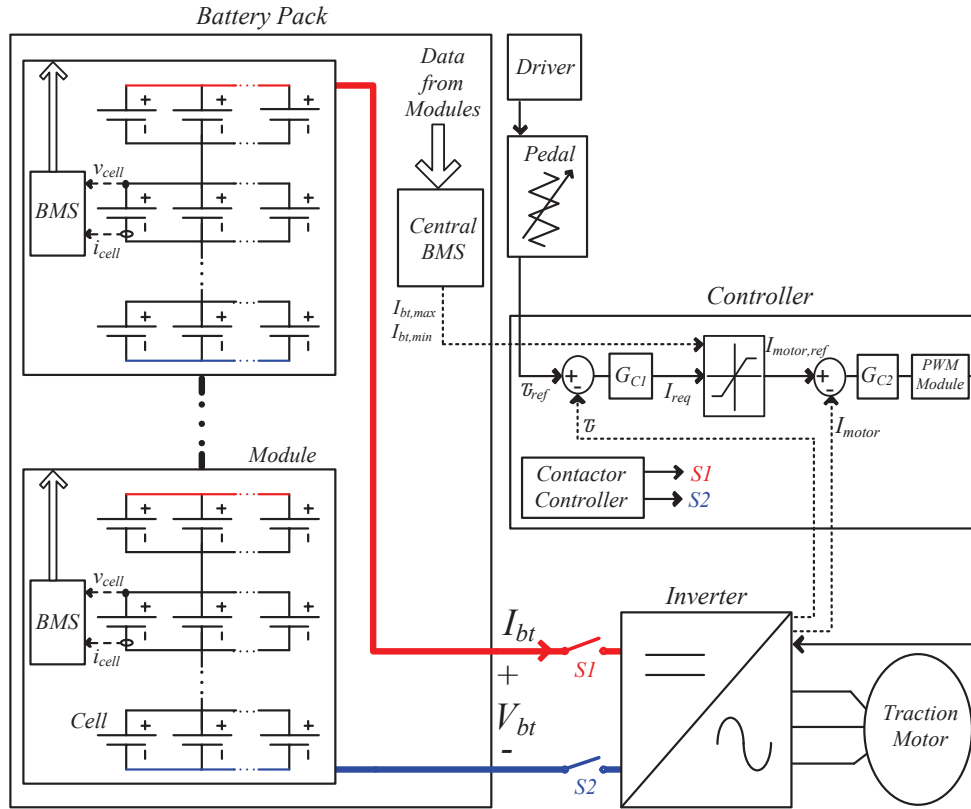 Battery Pack
Data
from
Modules
Driver
Pedal
+
-
+
-
+
-
v_cell
BMS
i_cell
+
-
+
-
+
-
Central
BMS
I_bt,max
I_bt,min
+
-
+
-
+
-
Controller
τ_ref
+
-
G_C1
I_req
I_motor,ref
+
-
G_C2
PWM
Module
τ
I_motor
Contactor
Controller
S1
S2
Module
+
-
+
-
+
-
v_cell
BMS
i_cell
+
-
+
-
+
-
Cell
+
-
+
-
+
-
I_bt
+
V_bt
-
S1
S2
Inverter
Traction
Motor